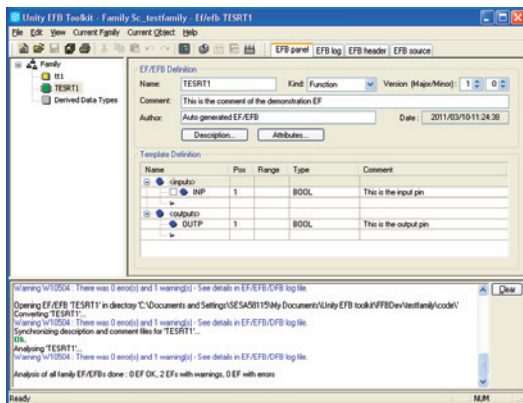 Unity EFB Toolkit - Family Sc_testfamily - Ef/efb TESRT1
File Edit View Current Family Current Object Help
EFB panel EFB log EFB header EFB source
Family
tt1
TESRT1
Derived Data Types
EF/EFB Definition
Name: TESRT1 Kind: Function Version (Major/Minor): 1 0
Comment: This is the comment of the demonstration EF
Author: Auto generated EF/EFB Date: 2011/03/10-11:24:38
Description... Attributes...
Template Definition
Name Pos Range Type Comment
<inputs>
INP 1 BOOL This is the input pin
<outputs>
OUTP 1 BOOL This is the output pin
Warning W10504 : There was 0 error(s) and 1 warning(s) - See details in EF/EFB/DFB log file.
Clear
Opening EF/EFB 'TESRT1' in directory 'C:\Documents and Settings\SESA58115\My Documents\Unity EFB toolkit\FFBDev\testfamily\code\'
Converting 'TESRT1'...
Warning W10504 : There was 0 error(s) and 1 warning(s) - See details in EF/EFB/DFB log file.
Synchronizing description and comment files for 'TESRT1'...
Ok.
Analysing 'TESRT1'...
Warning W10504 : There was 0 error(s) and 1 warning(s) - See details in EF/EFB/DFB log file.
Analysis of all family EF/EFBs done : 0 EF OK, 2 EFs with warnings, 0 EF with errors
Ready NUM